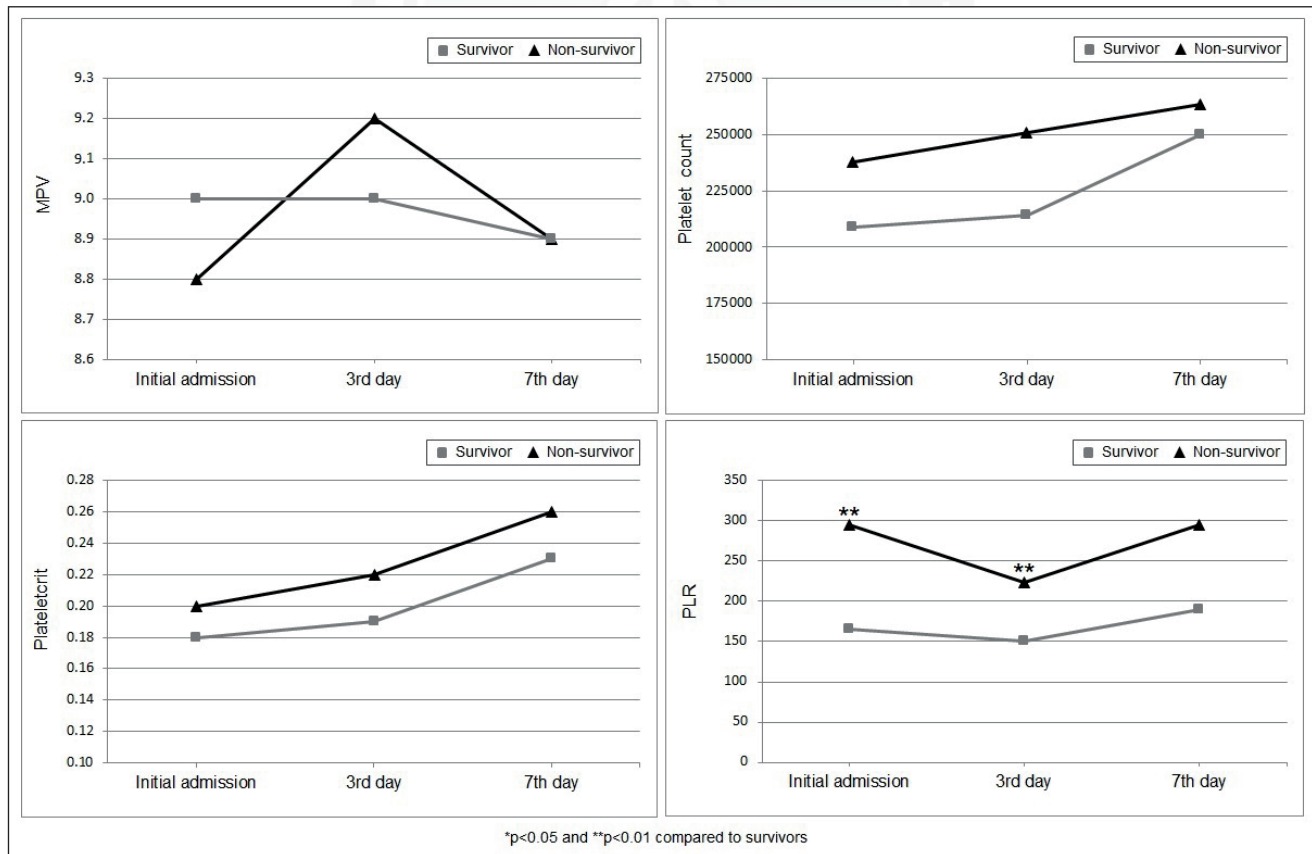 Survivor Non-survivor
9.3
9.2
9.1
9.0
8.9
8.8
8.7
8.6
MPV
Initial admission 3rd day 7th day
Survivor Non-survivor
275000
250000
225000
200000
175000
150000
Platelet count
Initial admission 3rd day 7th day
Survivor Non-survivor
0.28
0.26
0.24
0.22
0.20
0.18
0.16
0.14
0.12
0.10
Plateletcrit
Initial admission 3rd day 7th day
Survivor Non-survivor
350
300
250
200
150
100
50
0
PLR
**
**
Initial admission 3rd day 7th day
*p<0.05 and **p<0.01 compared to survivors